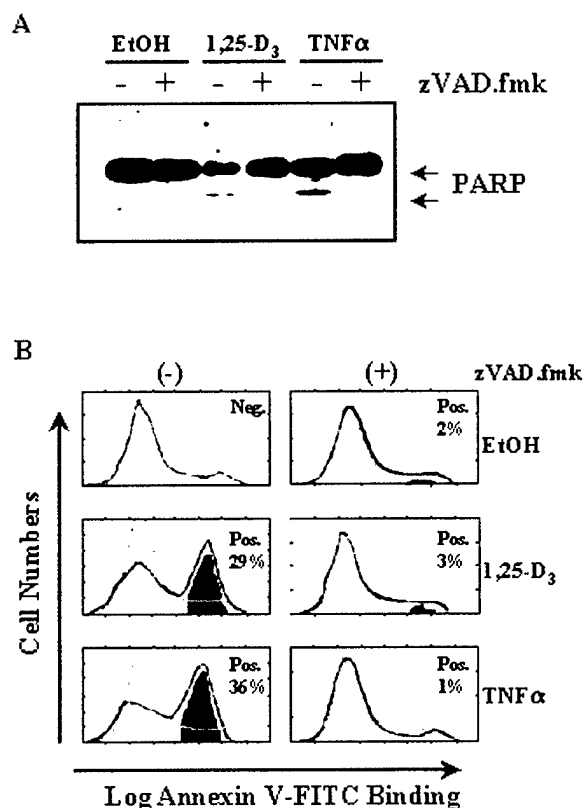 A
EtOH 1,25-D3 TNFα
- + - + - + zVAD.fmk
PARP
B
(-) (+) zVAD.fmk
Neg.
Pos.
2%
EtOH
Pos.
29%
Pos.
3%
1,25-D3
Pos.
36%
Pos.
1%
TNFα
Cell Numbers
Log Annexin V-FITC Binding